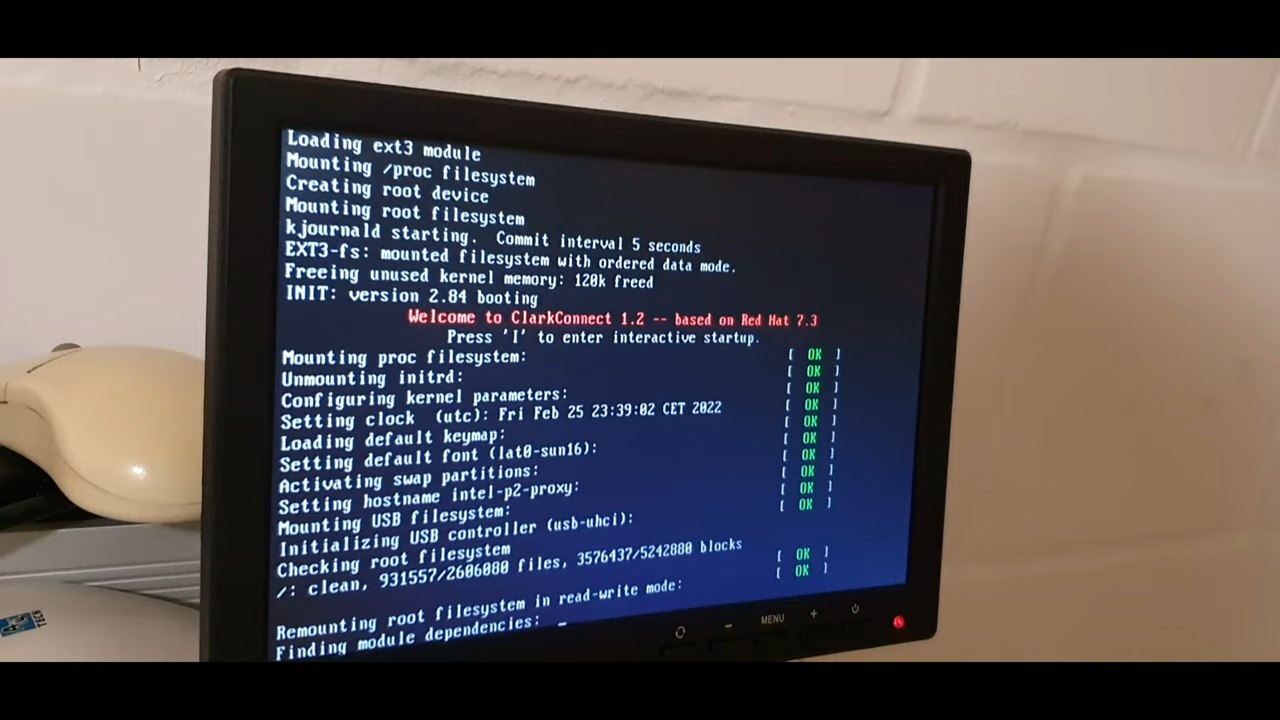 Loading ext3 module
Mounting /proc filesystem
Creating root device
Mounting root filesystem
kjournald starting.  Commit interval 5 seconds
EXT3-fs: mounted filesystem with ordered data mode.
Freeing unused kernel memory: 120k freed
INIT: version 2.84 booting
Welcome to ClarkConnect 1.2 -- based on Red Hat 7.3
Press 'I' to enter interactive startup.
Mounting proc filesystem: [ OK ]
Unmounting initrd: [ OK ]
Configuring kernel parameters: [ OK ]
Setting clock  (utc): Fri Feb 25 23:39:02 CET 2022 [ OK ]
Loading default keymap: [ OK ]
Setting default font (lat0-sun16): [ OK ]
Activating swap partitions: [ OK ]
Setting hostname intel-p2-proxy: [ OK ]
Mounting USB filesystem: [ OK ]
Initializing USB controller (usb-uhci): [ OK ]
Checking root filesystem
/: clean, 931557/2606080 files, 3576437/5242880 blocks
[ OK ]
Remounting root filesystem in read-write mode: [ OK ]
Finding module dependencies: _
MENU
TECH